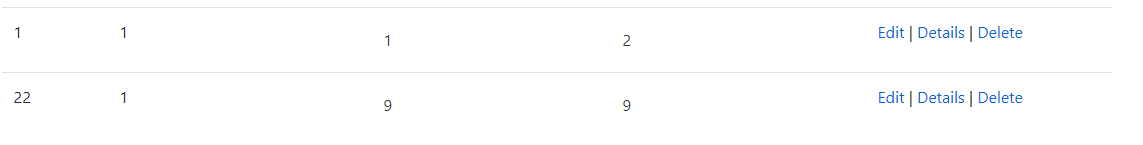 1 1 1 2 Edit | Details | Delete
22 1 9 9 Edit | Details | Delete